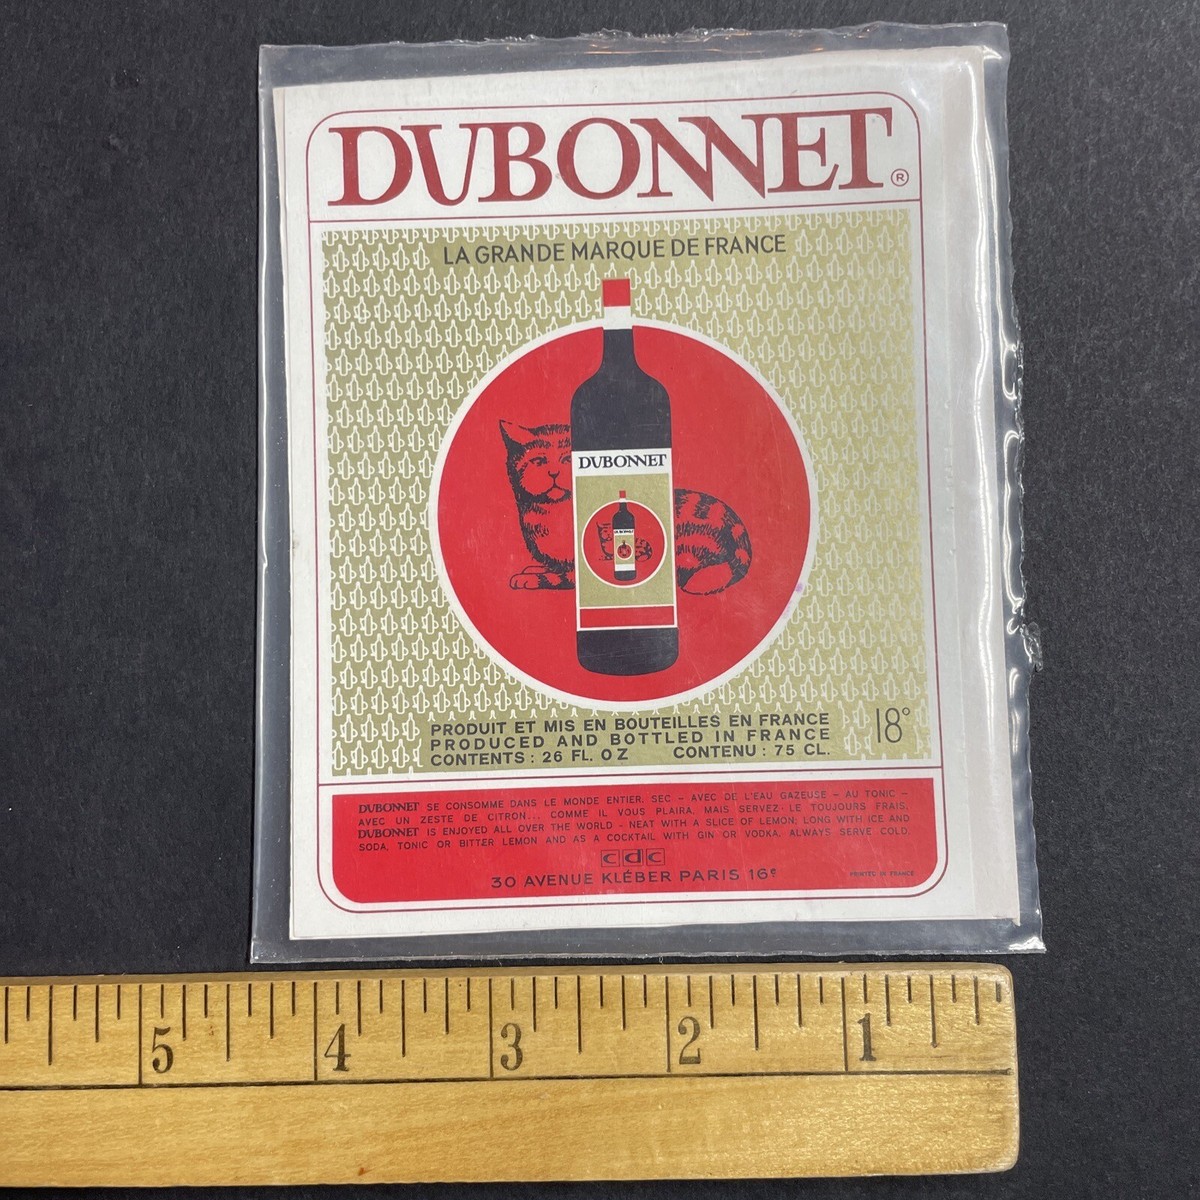 DUBONNET ®
LA GRANDE MARQUE DE FRANCE
DUBONNET
DUBONNET
PRODUIT ET MIS EN BOUTEILLES EN FRANCE
PRODUCED AND BOTTLED IN FRANCE
CONTENTS : 26 FL. OZ CONTENU : 75 CL.
18°
DUBONNET SE CONSOMME DANS LE MONDE ENTIER. SEC – AVEC DE L'EAU GAZEUSE – AU TONIC –
AVEC UN ZESTE DE CITRON... COMME IL VOUS PLAIRA. MAIS SERVEZ-LE TOUJOURS FRAIS.
DUBONNET IS ENJOYED ALL OVER THE WORLD - NEAT WITH A SLICE OF LEMON; LONG WITH ICE AND
SODA, TONIC OR BITTER LEMON AND AS A COCKTAIL WITH GIN OR VODKA. ALWAYS SERVE COLD.
cdc
30 AVENUE KLÉBER PARIS 16e
PRINTED IN FRANCE
5 4 3 2 1